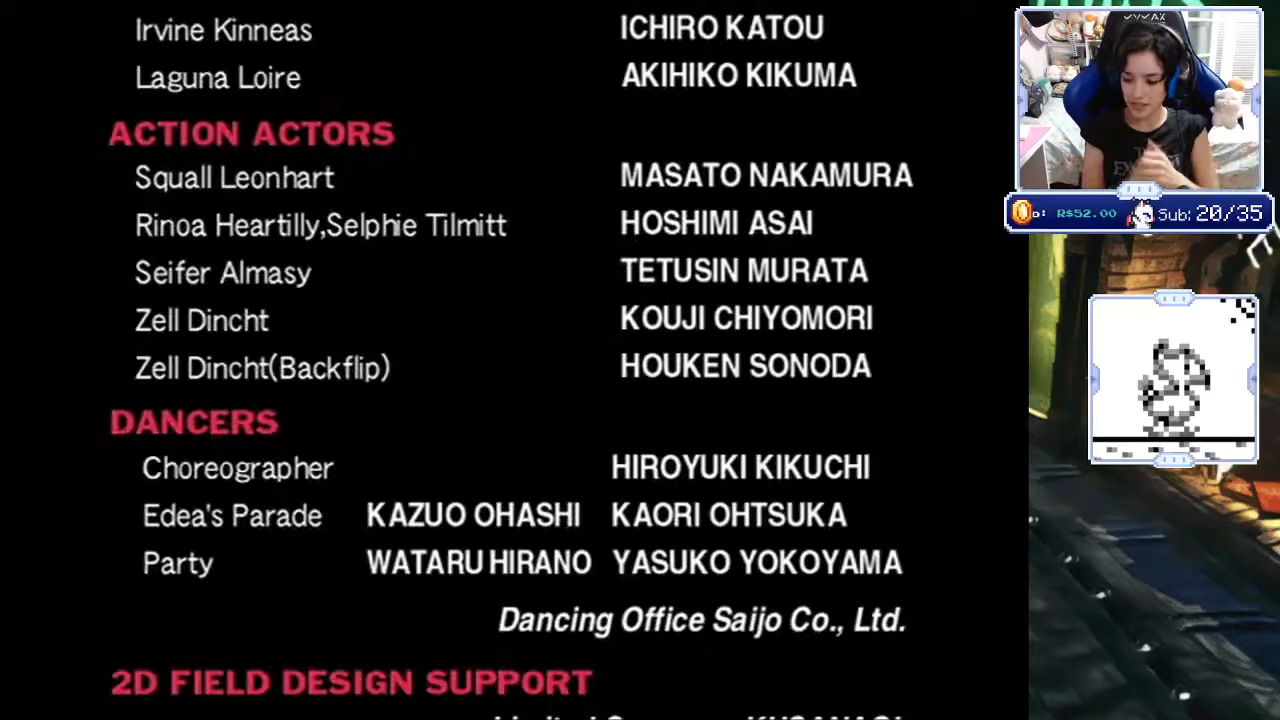 Irvine Kinneas ICHIRO KATOU
Laguna Loire AKIHIKO KIKUMA
ACTION ACTORS
Squall Leonhart MASATO NAKAMURA
Rinoa Heartilly,Selphie Tilmitt HOSHIMI ASAI
Seifer Almasy TETUSIN MURATA
Zell Dincht KOUJI CHIYOMORI
Zell Dincht(Backflip) HOUKEN SONODA
DANCERS
Choreographer HIROYUKI KIKUCHI
Edea's Parade KAZUO OHASHI KAORI OHTSUKA
Party WATARU HIRANO YASUKO YOKOYAMA
Dancing Office Saijo Co., Ltd.
2D FIELD DESIGN SUPPORT
D: R$52.00 Sub: 20/35